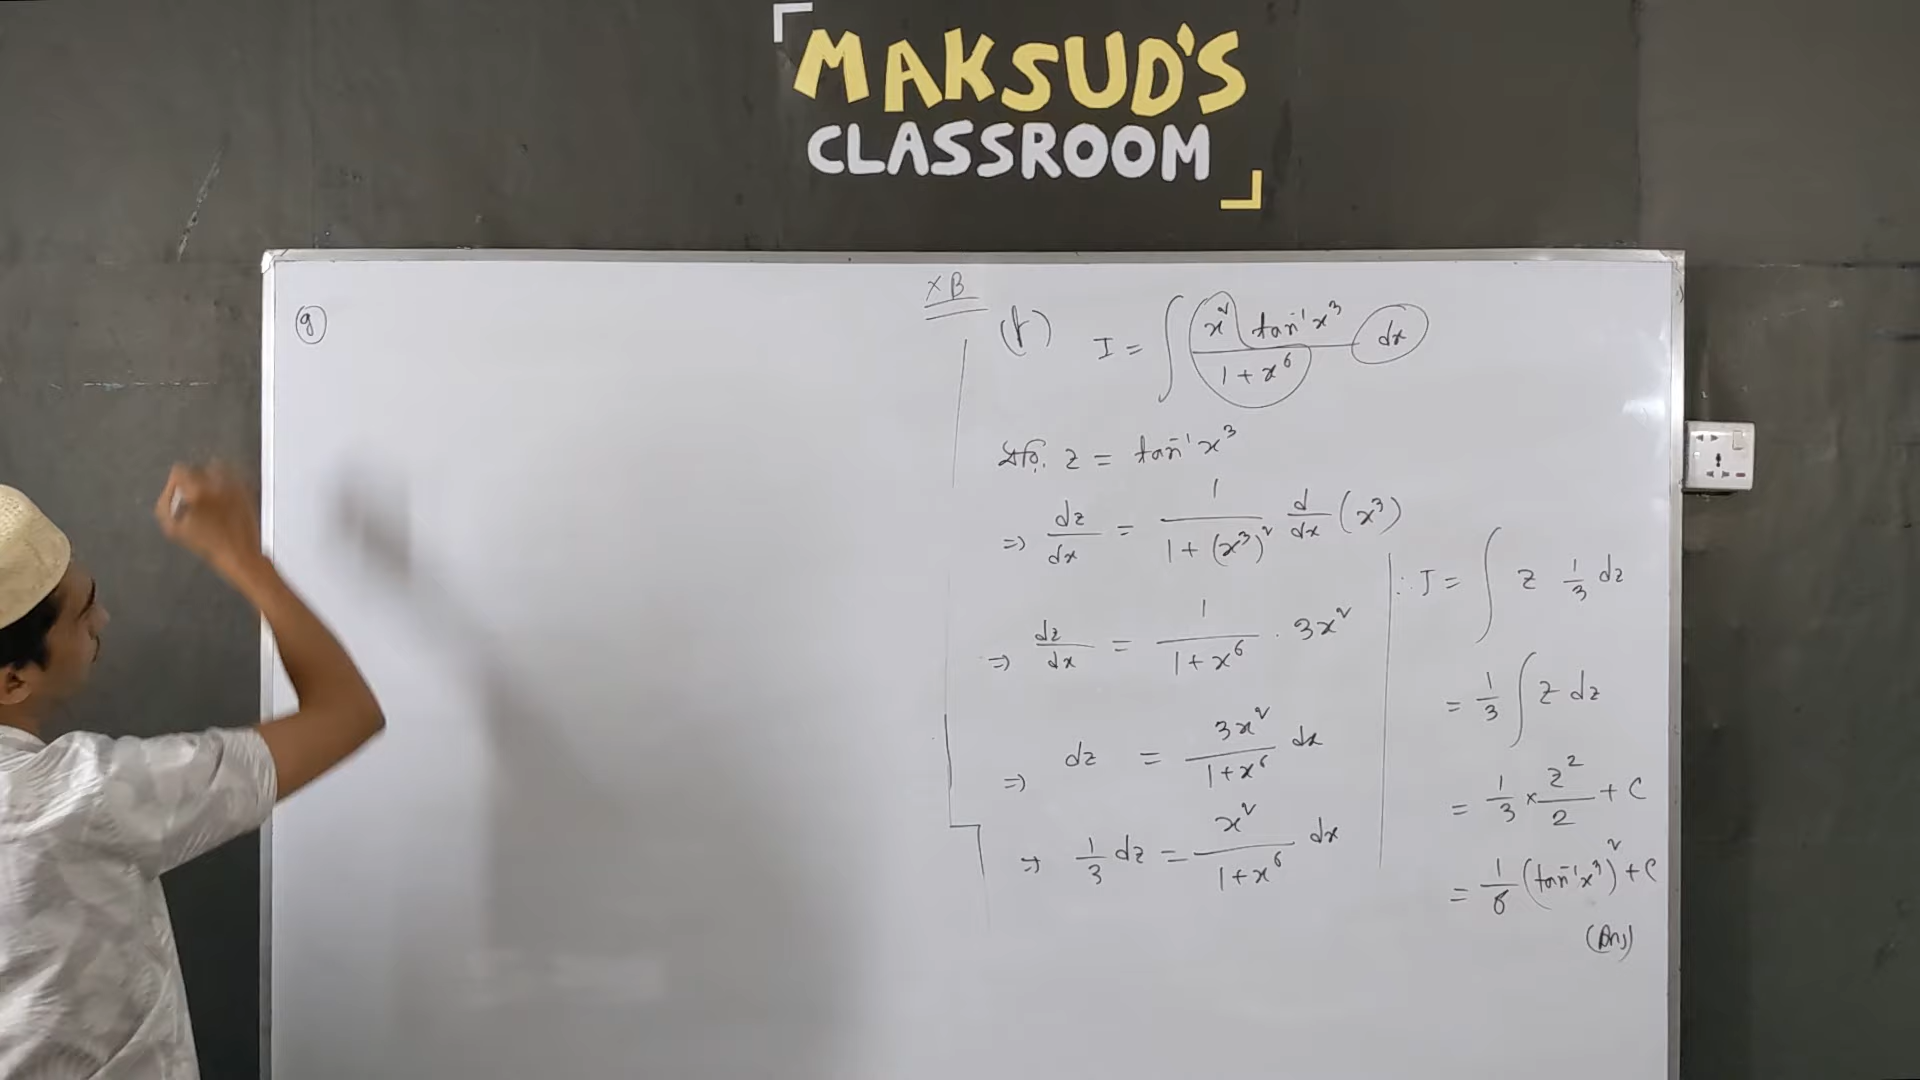 MAKSUD'S
CLASSROOM
XB
(g)
(f) I = ∫ x² tan⁻¹x³ / 1+x⁶ dx
z = tan⁻¹x³
⇒ dz/dx = 1/1+(x³)² d/dx (x³)
⇒ dz/dx = 1/1+x⁶ . 3x²
⇒ dz = 3x²/1+x⁶ dx
⇒ 1/3 dz = x²/1+x⁶ dx
∴ I = ∫ z 1/3 dz
= 1/3 ∫ z dz
= 1/3 × z²/2 + C
= 1/6 (tan⁻¹x³)² + C
(Ans)